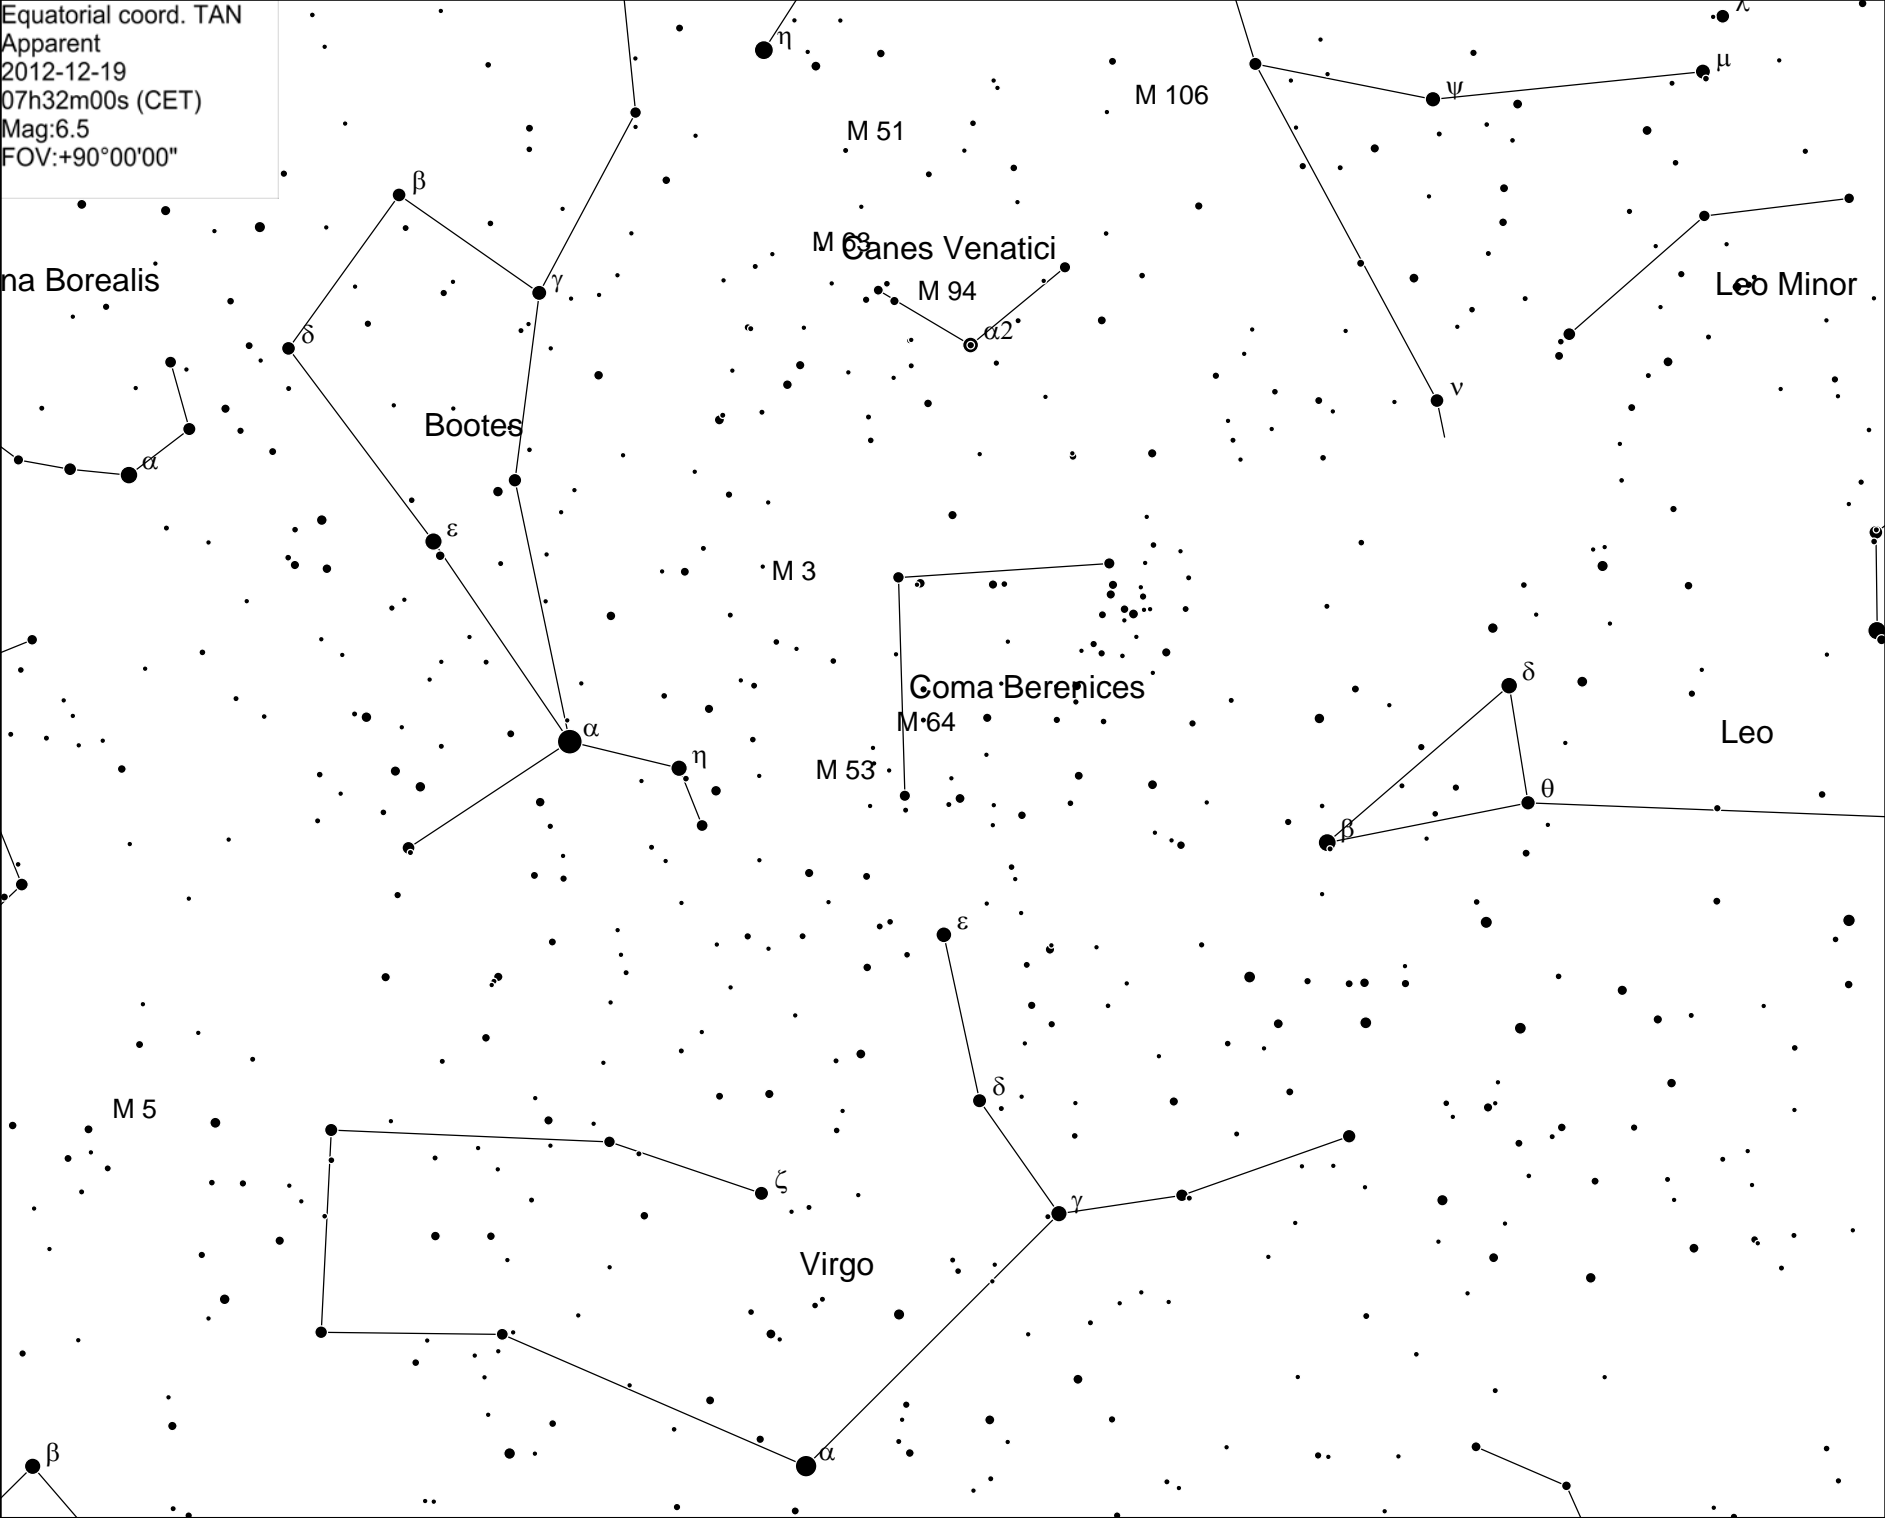 Equatorial coord. TAN
Apparent
2012-12-19
07h32m00s (CET)
Mag:6.5
FOV:+90°00'00"
λ
η
μ
ψ
M 106
M 51
β
M 63
Canes Venatici
na Borealis
γ
M 94
Leo Minor
δ
α2
ν
Bootes
α
ε
M 3
δ
Coma Berenices
M 64
α
Leo
η
M 53
θ
β
ε
δ
M 5
ζ
γ
Virgo
β
α